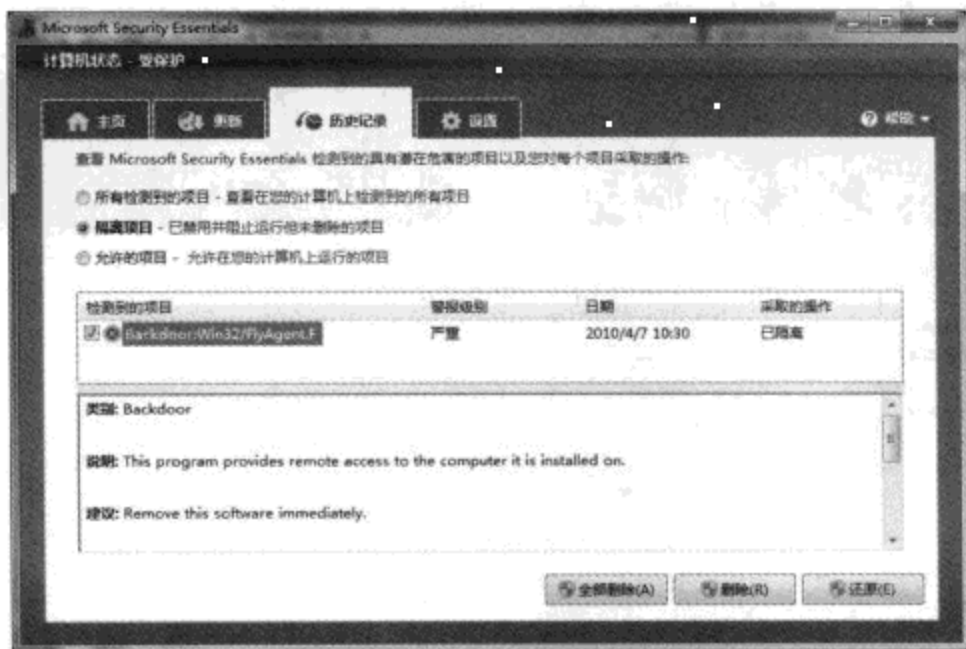 Microsoft Security Essentials
计算机状态 - 受保护
主页 更新 历史记录 设置 帮助
查看 Microsoft Security Essentials 检测到的具有潜在危害的项目以及您对每个项目采取的操作:
所有检测到的项目 - 查看在您的计算机上检测到的所有项目
隔离项目 - 已禁用并阻止运行但未删除的项目
允许的项目 - 允许在您的计算机上运行的项目
检测到的项目 警报级别 日期 采取的操作
Backdoor:Win32/FlyAgent.F 严重 2010/4/7 10:30 已隔离
类别: Backdoor
说明: This program provides remote access to the computer it is installed on.
建议: Remove this software immediately.
全部删除(A) 删除(R) 还原(E)